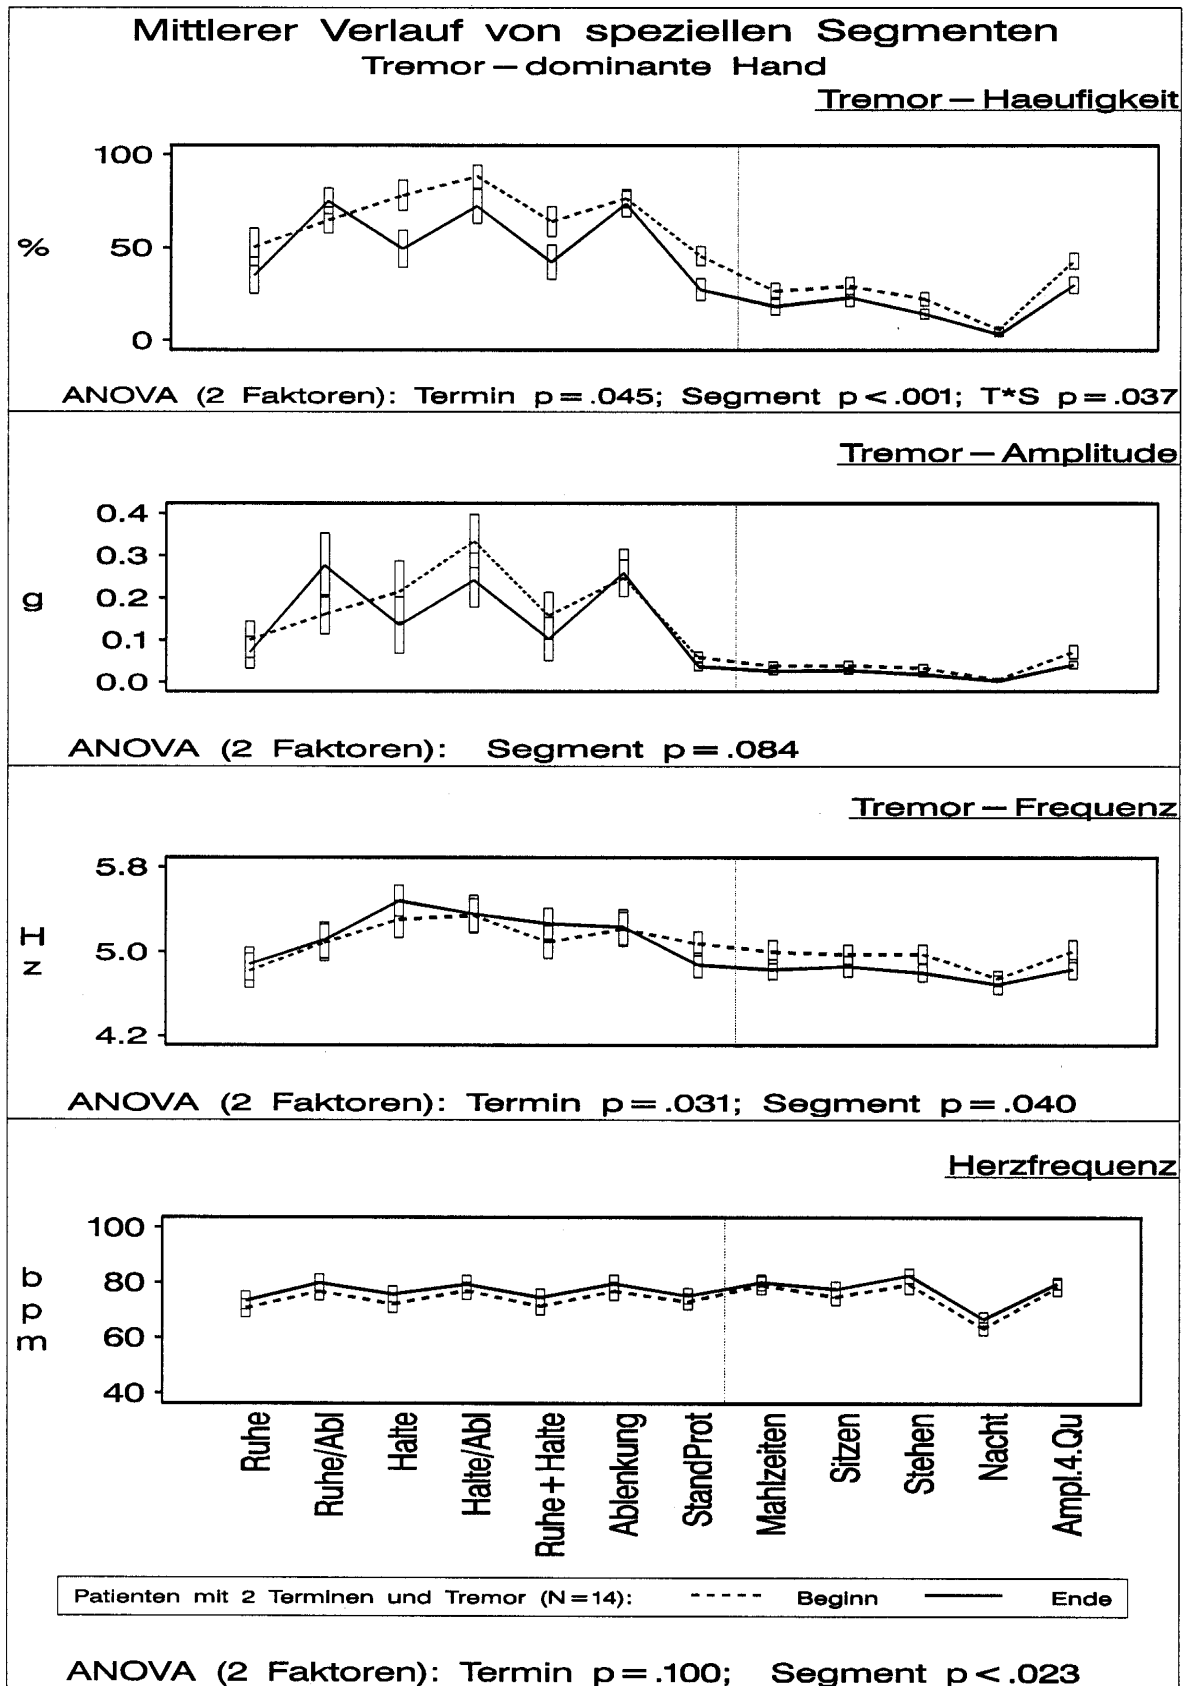 Mittlerer Verlauf von speziellen Segmenten
Tremor — dominante Hand
Tremor — Haeufigkeit
100
50
0
%
ANOVA (2 Faktoren): Termin p = .045; Segment p < .001; T*S p = .037
Tremor — Amplitude
0.4
0.3
0.2
0.1
0.0
g
ANOVA (2 Faktoren): Segment p = .084
Tremor — Frequenz
5.8
5.0
4.2
H
z
ANOVA (2 Faktoren): Termin p = .031; Segment p = .040
Herzfrequenz
100
80
60
40
b
p
m
Ruhe
Ruhe/Abl
Halte
Halte/Abl
Ruhe+Halte
Ablenkung
StandProt
Mahlzeiten
Sitzen
Stehen
Nacht
Ampl.4.Qu
Patienten mit 2 Terminen und Tremor (N=14): Beginn Ende
ANOVA (2 Faktoren): Termin p = .100; Segment p < .023